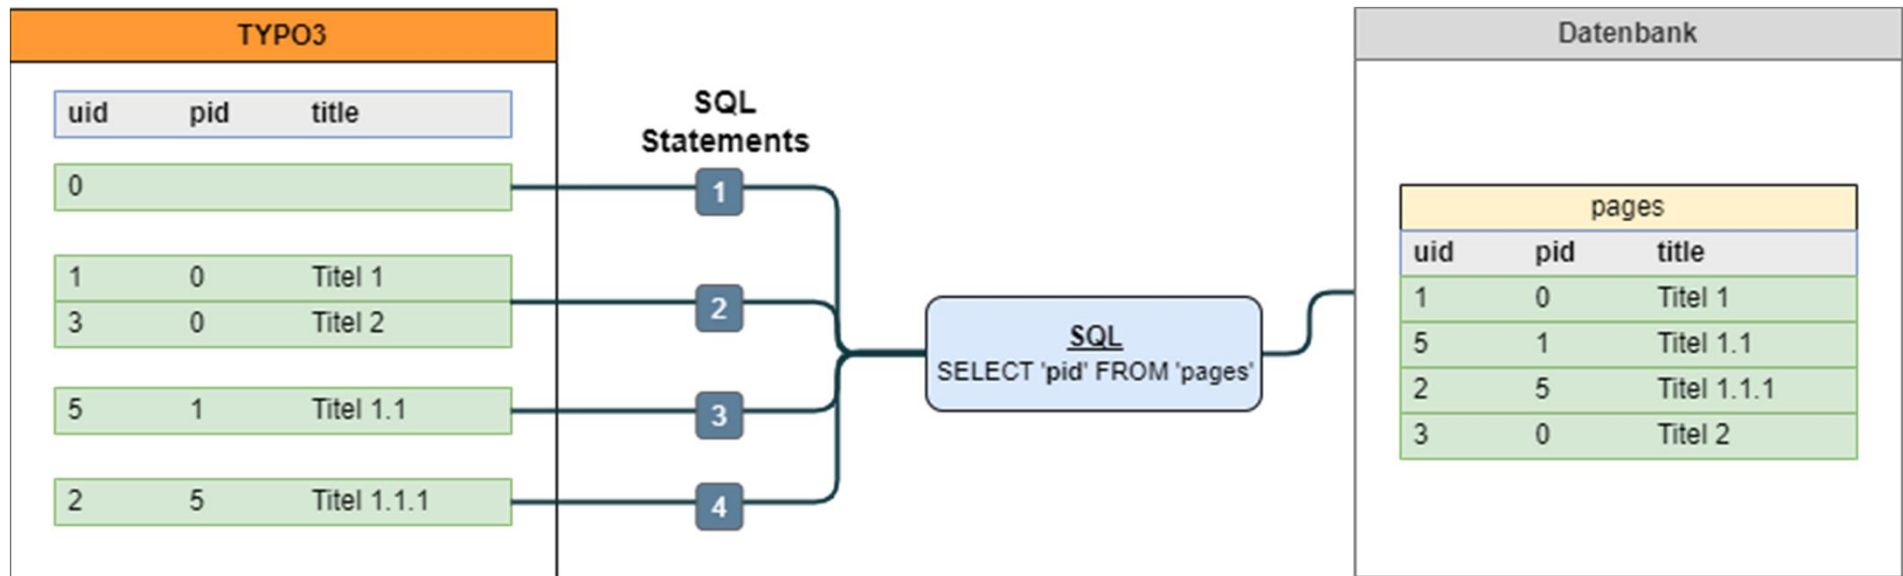 TYPO3
uid pid title
0
1 0 Titel 1
3 0 Titel 2
5 1 Titel 1.1
2 5 Titel 1.1.1
SQL
Statements
1
2
3
4
SQL
SELECT 'pid' FROM 'pages'
Datenbank
pages
uid pid title
1 0 Titel 1
5 1 Titel 1.1
2 5 Titel 1.1.1
3 0 Titel 2